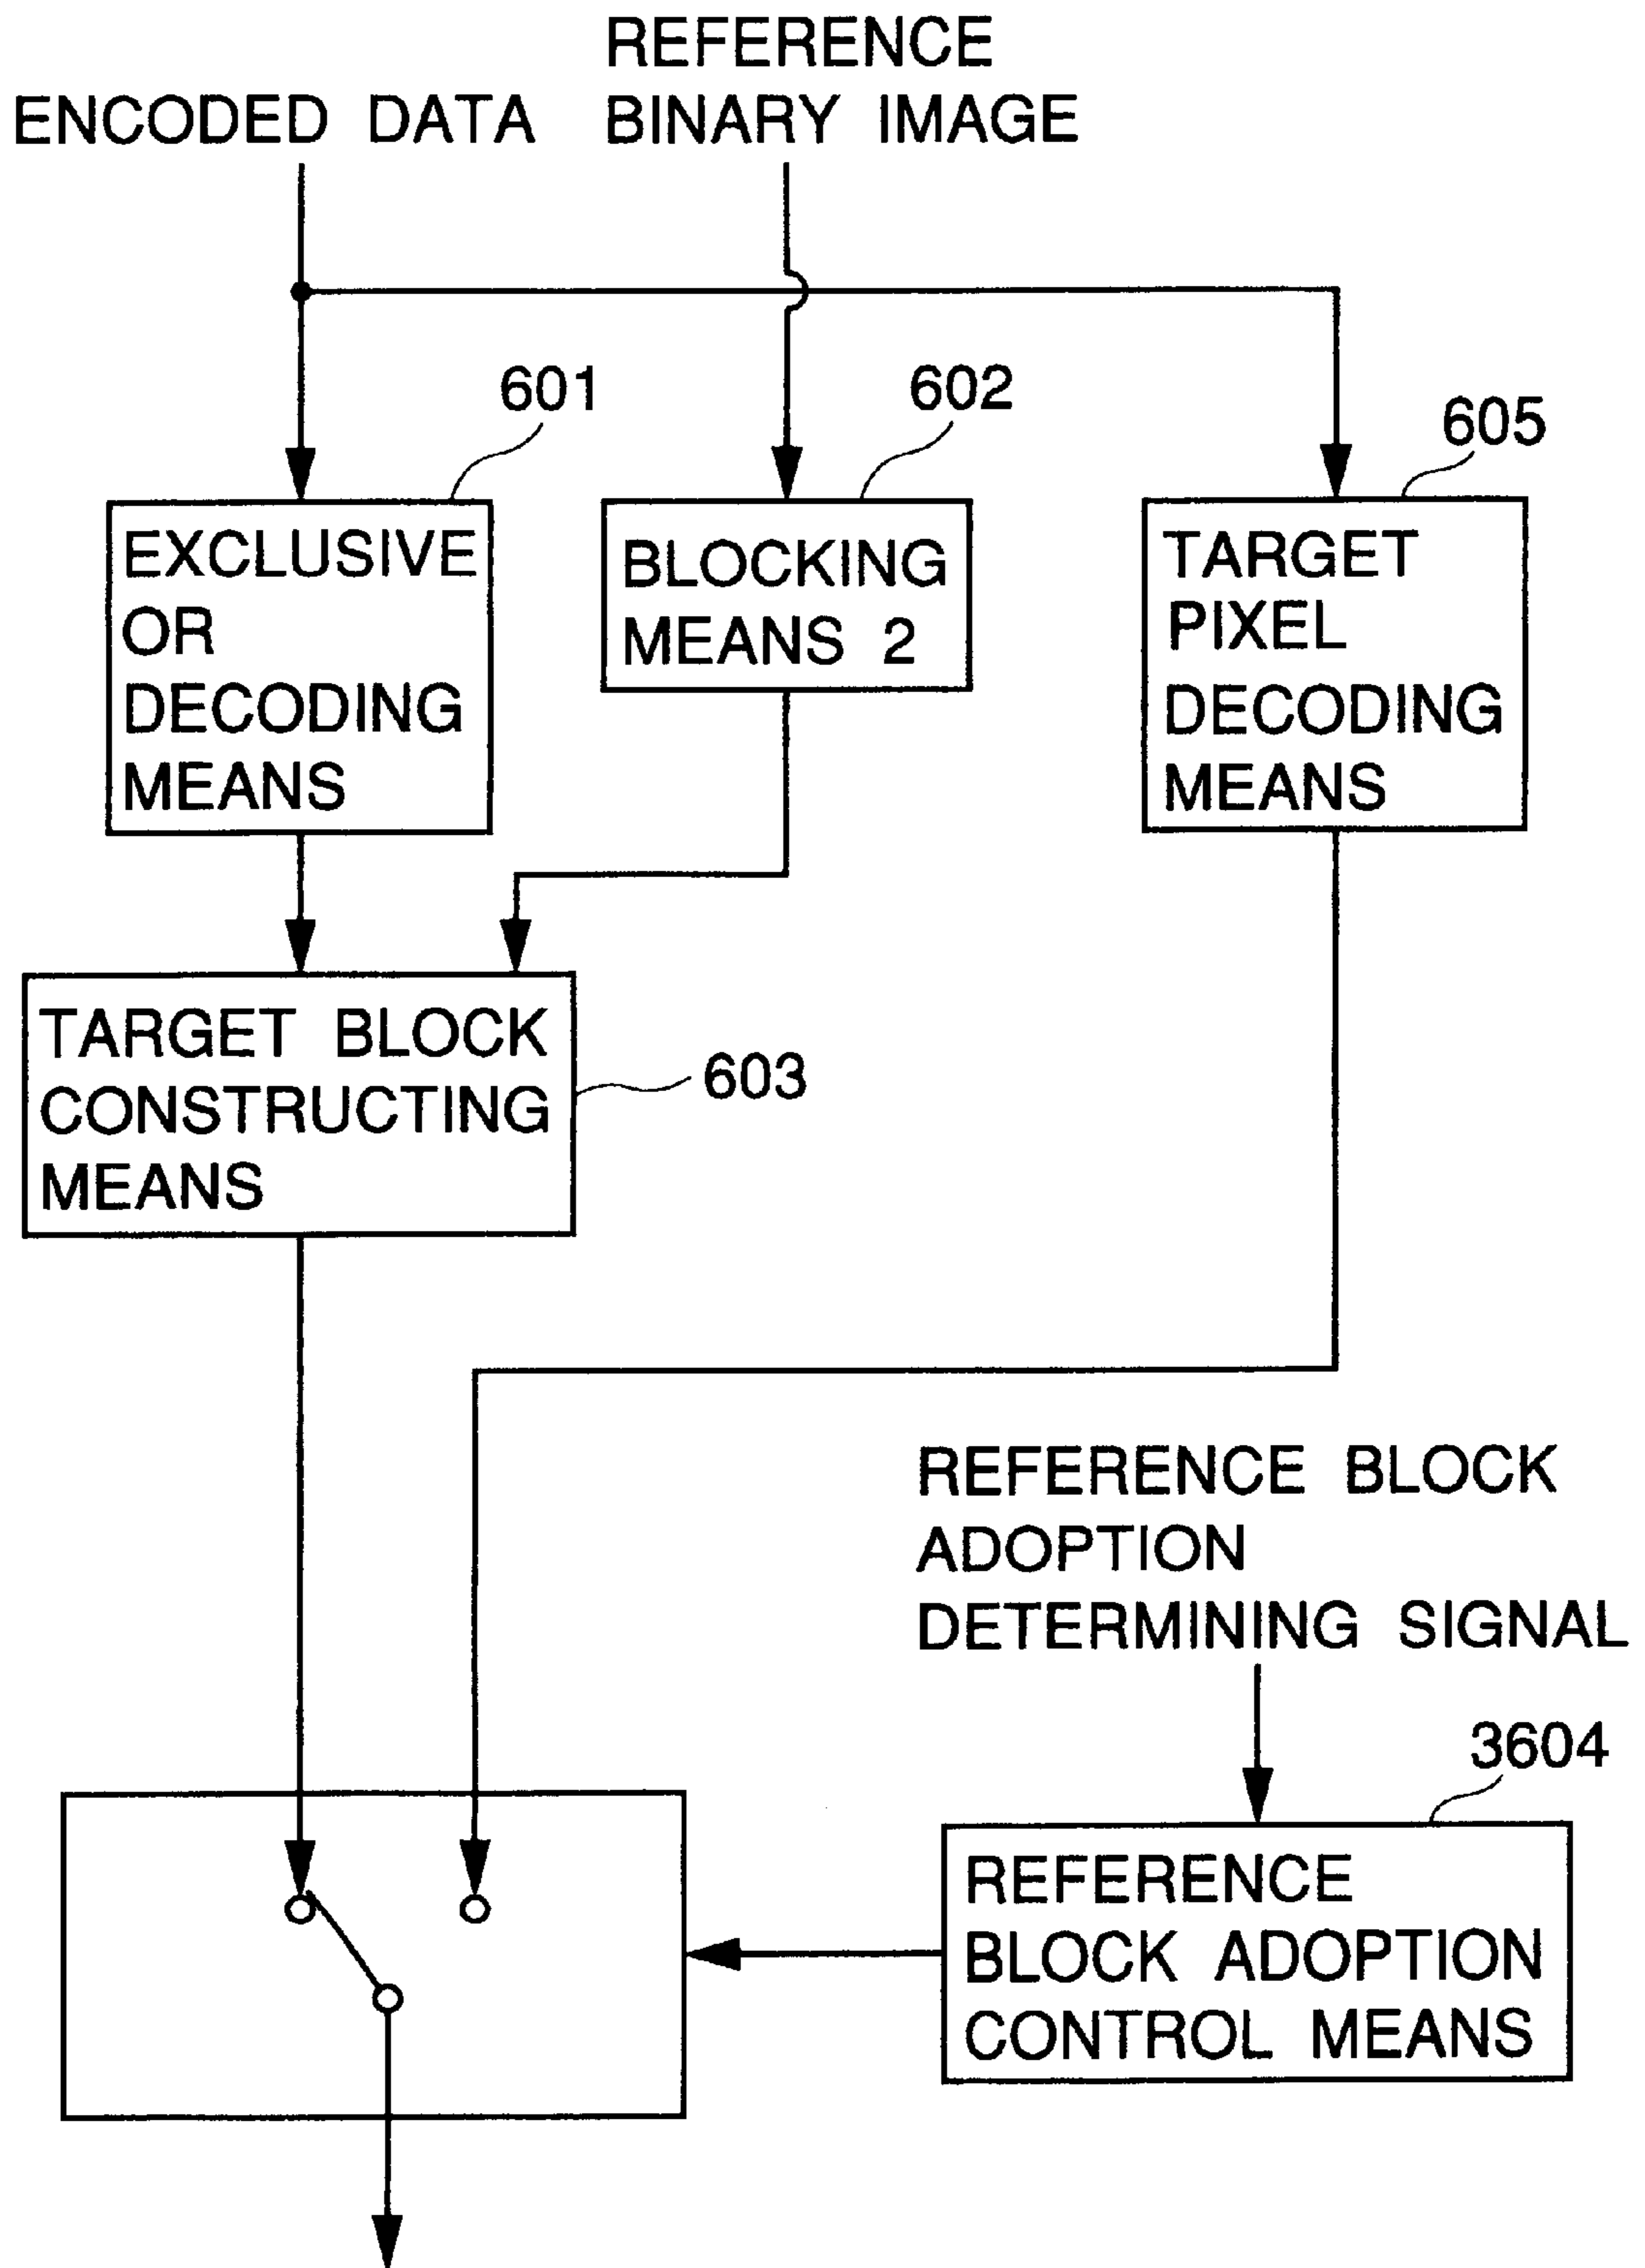 REFERENCE
ENCODED DATA BINARY IMAGE
601
602
605
EXCLUSIVE
OR
DECODING
MEANS
BLOCKING
MEANS 2
TARGET
PIXEL
DECODING
MEANS
TARGET BLOCK
CONSTRUCTING
MEANS
603
REFERENCE BLOCK
ADOPTION
DETERMINING SIGNAL
3604
REFERENCE
BLOCK ADOPTION
CONTROL MEANS